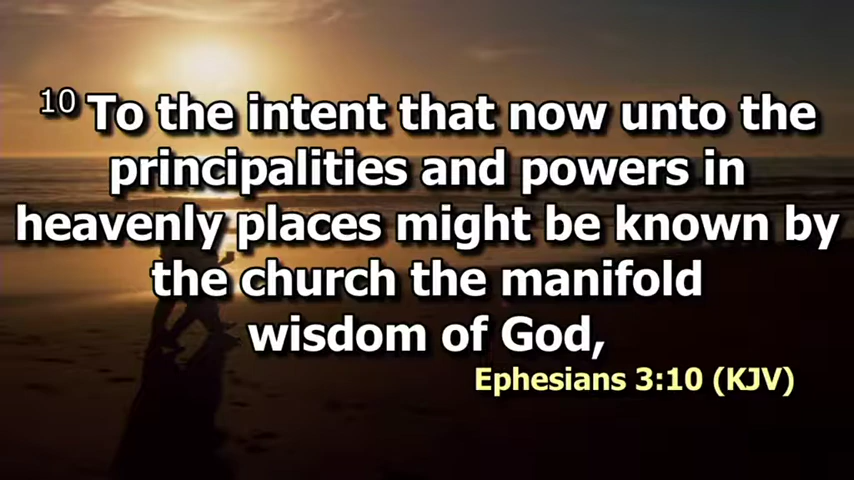 10 To the intent that now unto the
principalities and powers in
heavenly places might be known by
the church the manifold
wisdom of God,
Ephesians 3:10 (KJV)